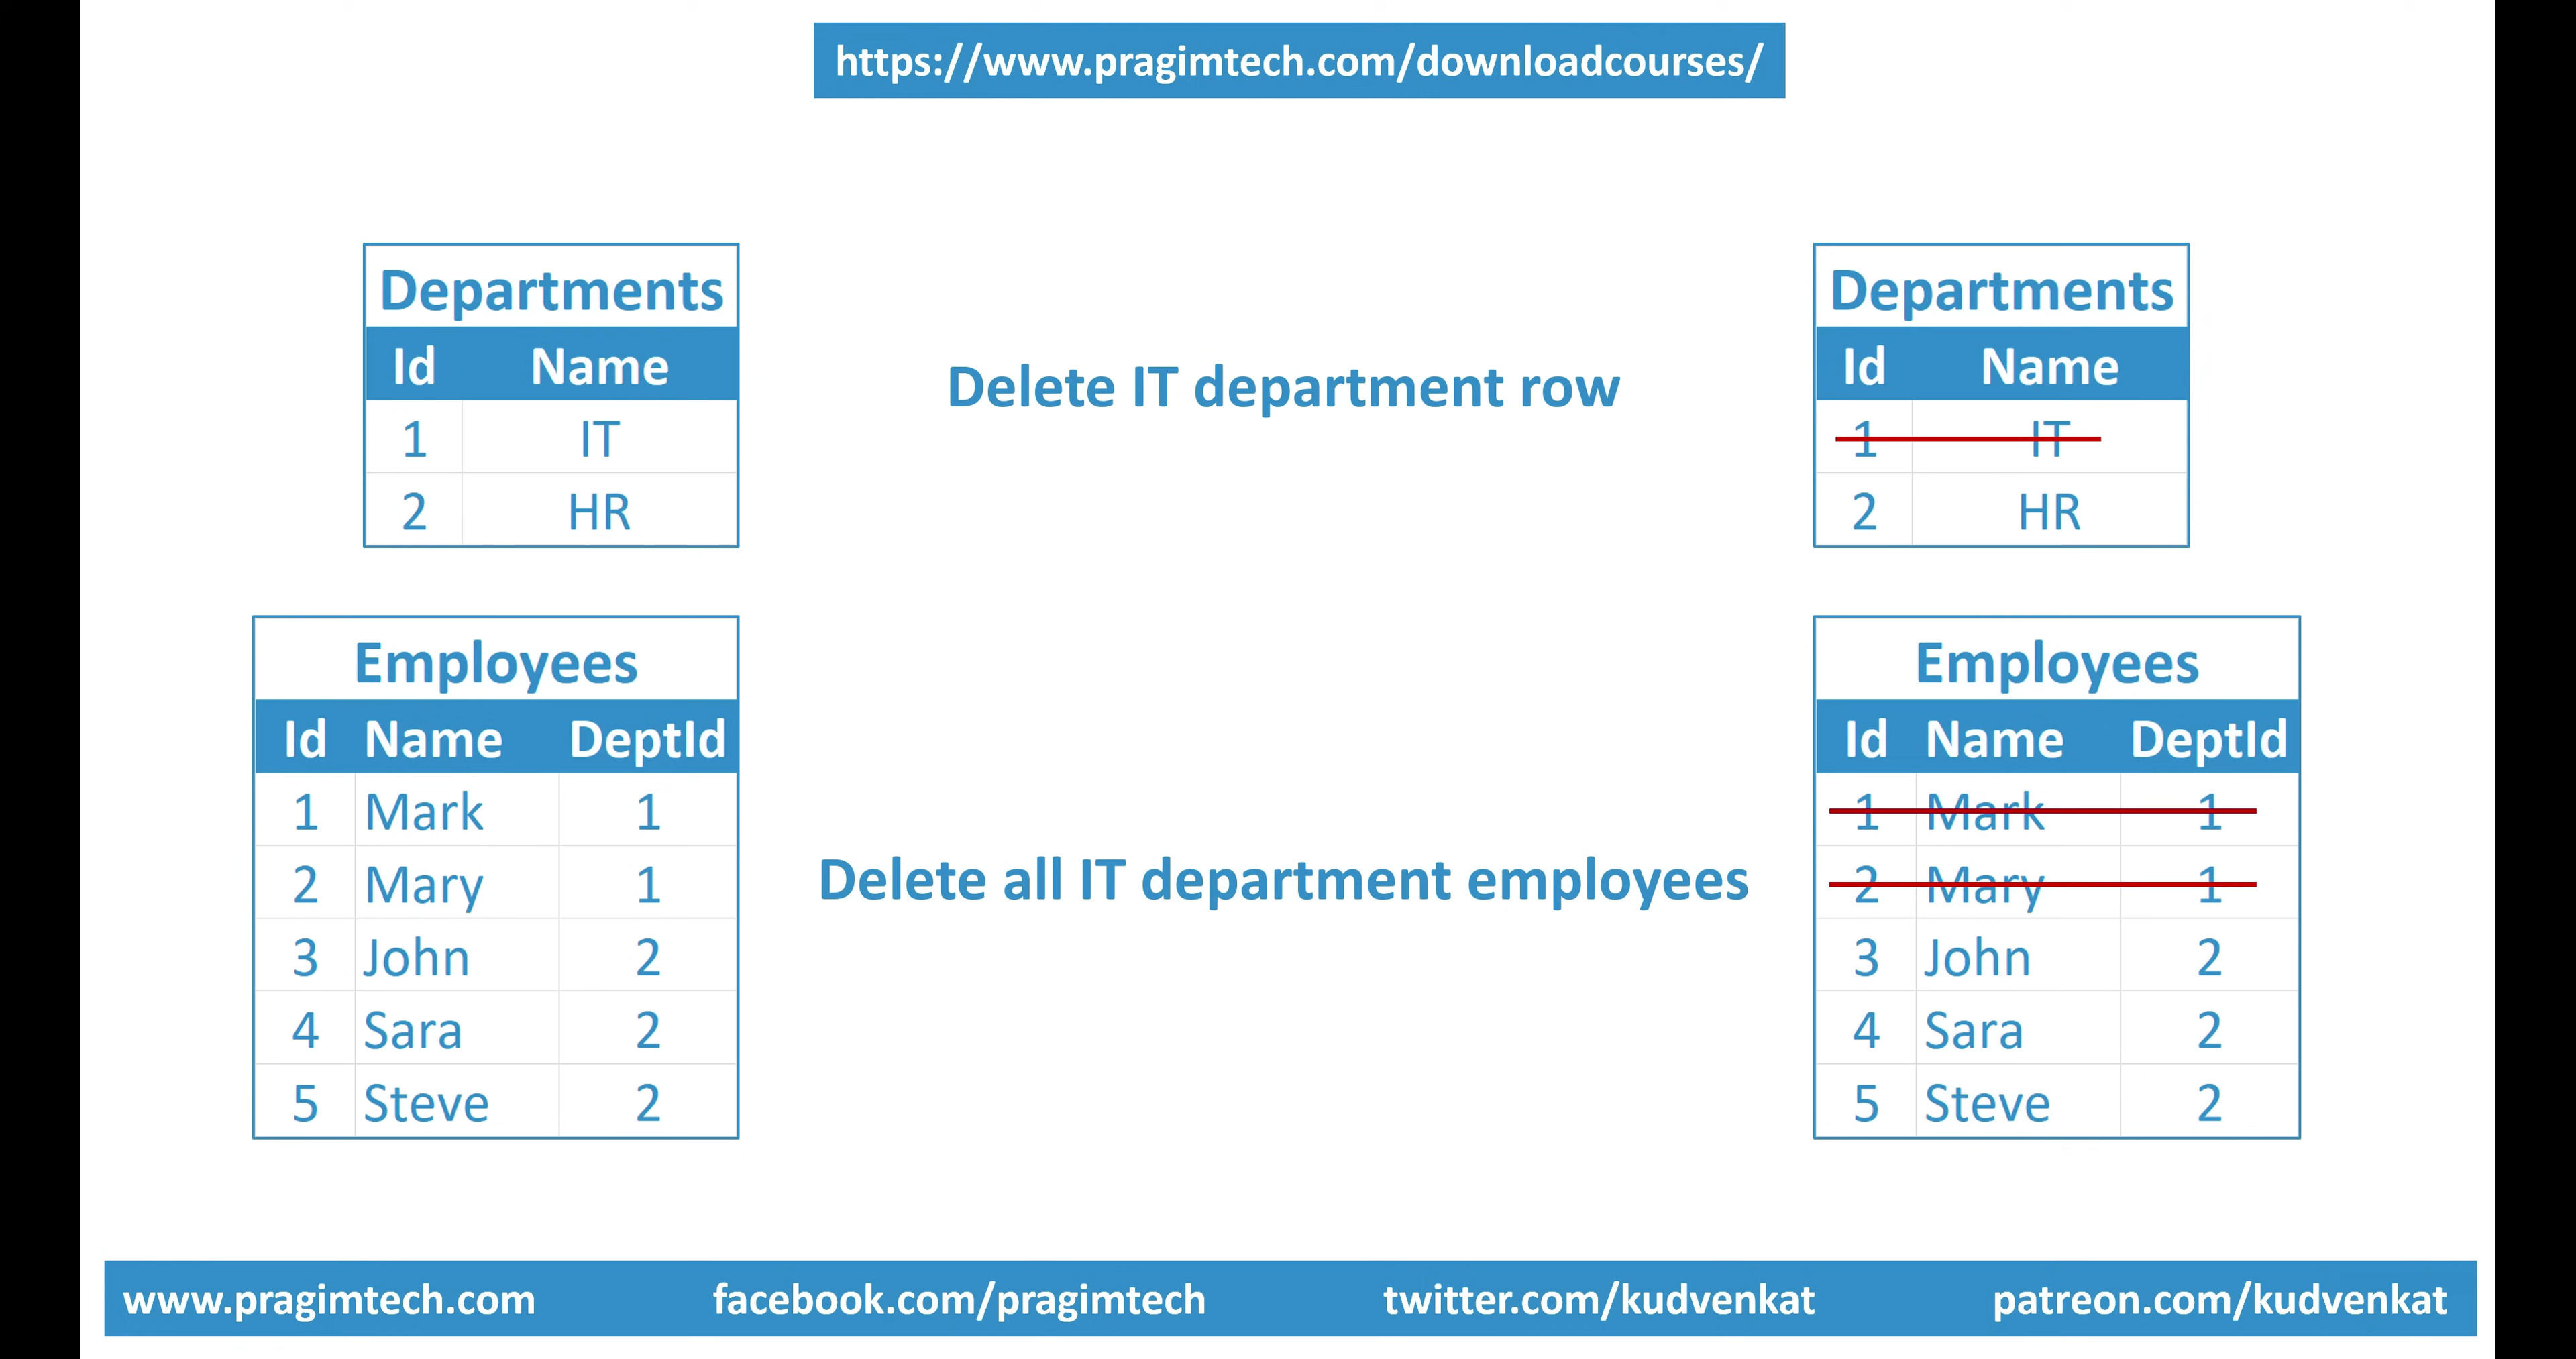 https://www.pragimtech.com/downloadcourses/
Departments
Id Name
1 IT
2 HR
Employees
Id Name DeptId
1 Mark 1
2 Mary 1
3 John 2
4 Sara 2
5 Steve 2
Delete IT department row
Delete all IT department employees
Departments
Id Name
1 IT
2 HR
Employees
Id Name DeptId
1 Mark 1
2 Mary 1
3 John 2
4 Sara 2
5 Steve 2
www.pragimtech.com facebook.com/pragimtech twitter.com/kudvenkat patreon.com/kudvenkat